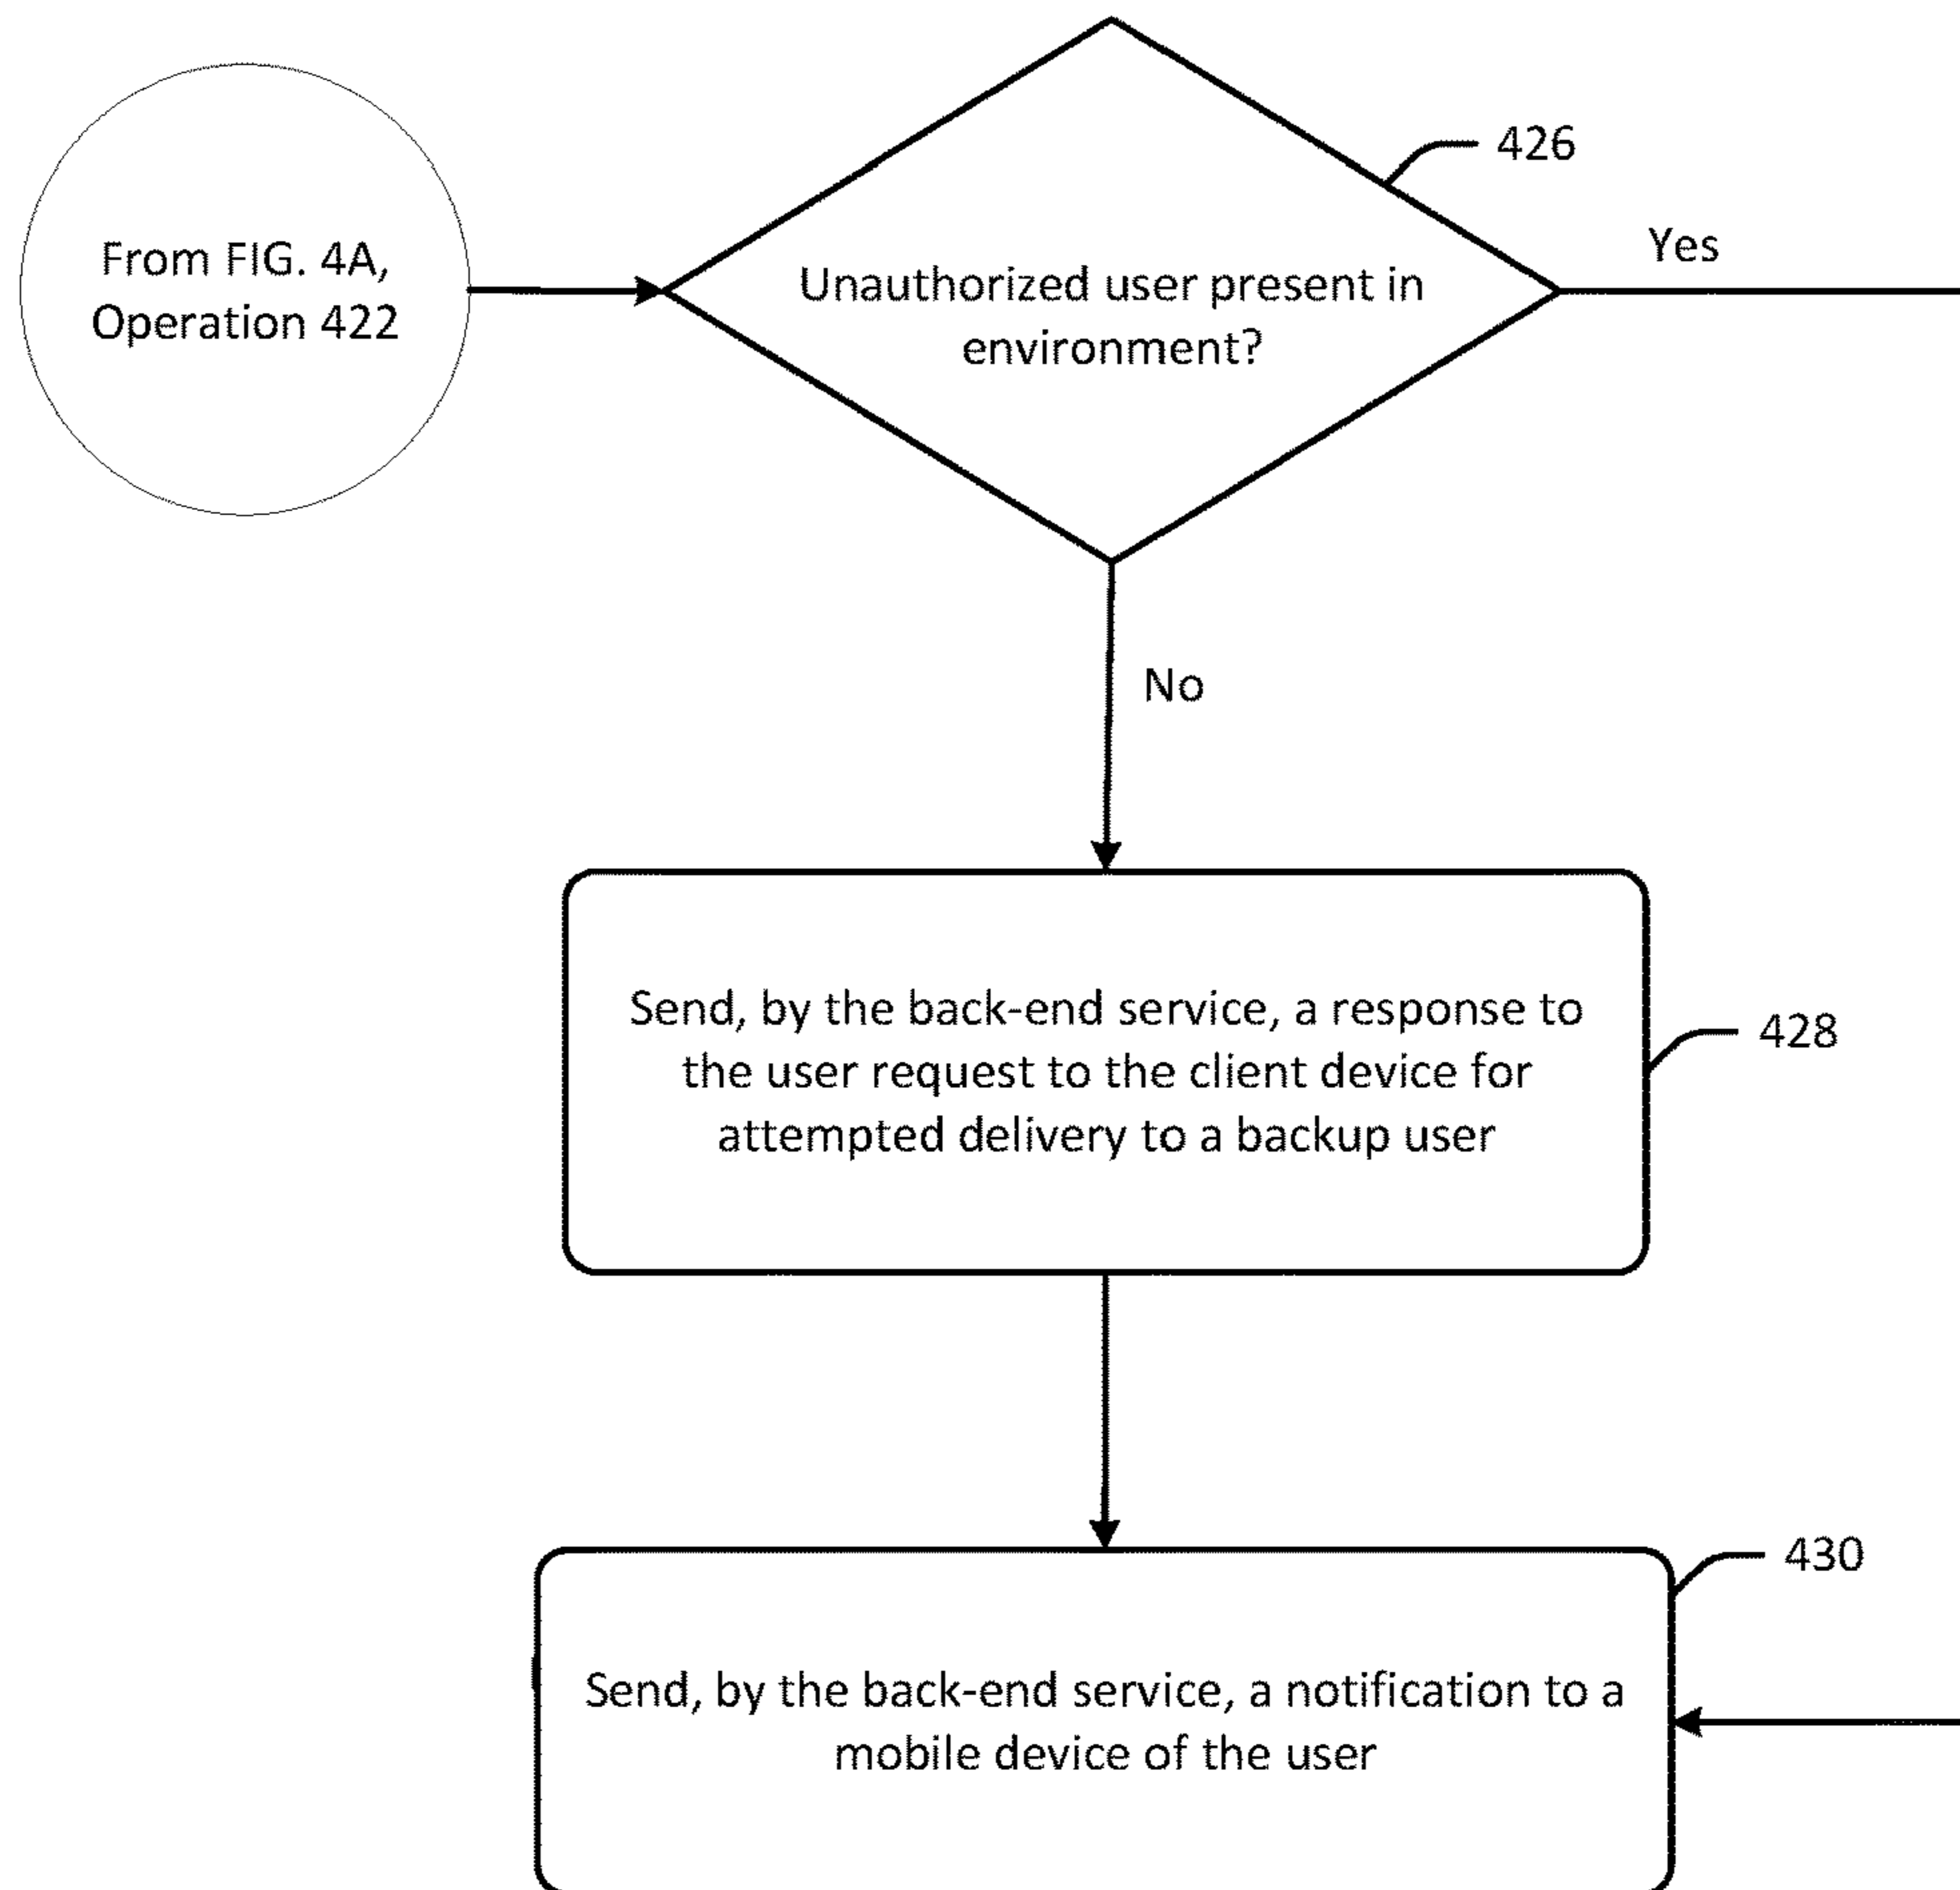 From FIG. 4A,
Operation 422
426
Yes
Unauthorized user present in
environment?
No
Send, by the back-end service, a response to
the user request to the client device for
attempted delivery to a backup user
428
430
Send, by the back-end service, a notification to a
mobile device of the user